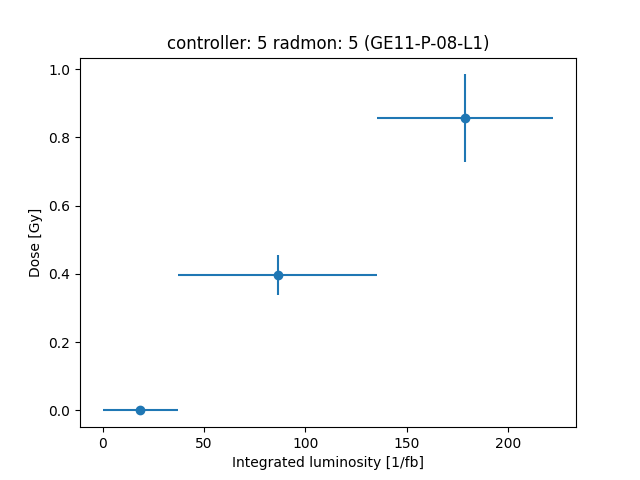 controller: 5 radmon: 5 (GE11-P-08-L1)
1.0
0.8
0.6
0.4
0.2
0.0
Dose [Gy]
0 50 100 150 200
Integrated luminosity [1/fb]